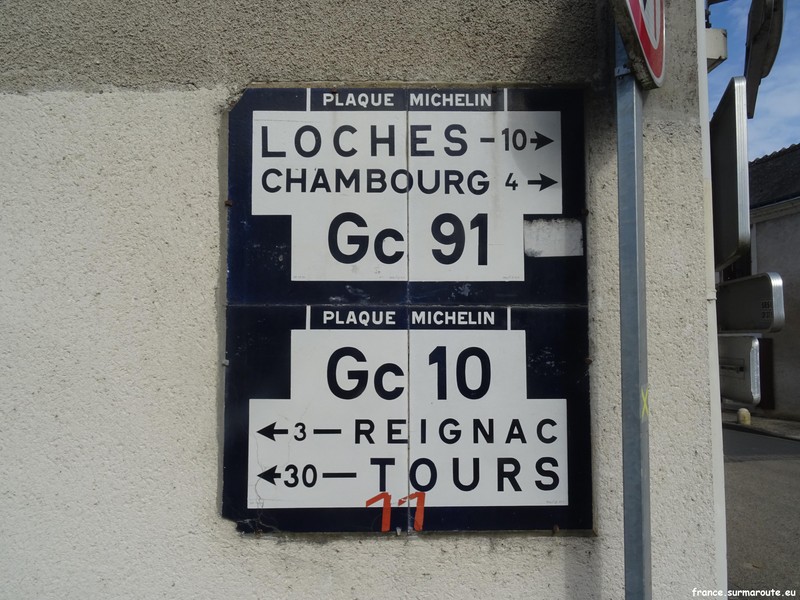 PLAQUE MICHELIN
LOCHES - 10 →
CHAMBOURG 4 →
Gc 91
PLAQUE MICHELIN
Gc 10
← 3 — REIGNAC
← 30 — TOURS
11
france.surmaroute.eu